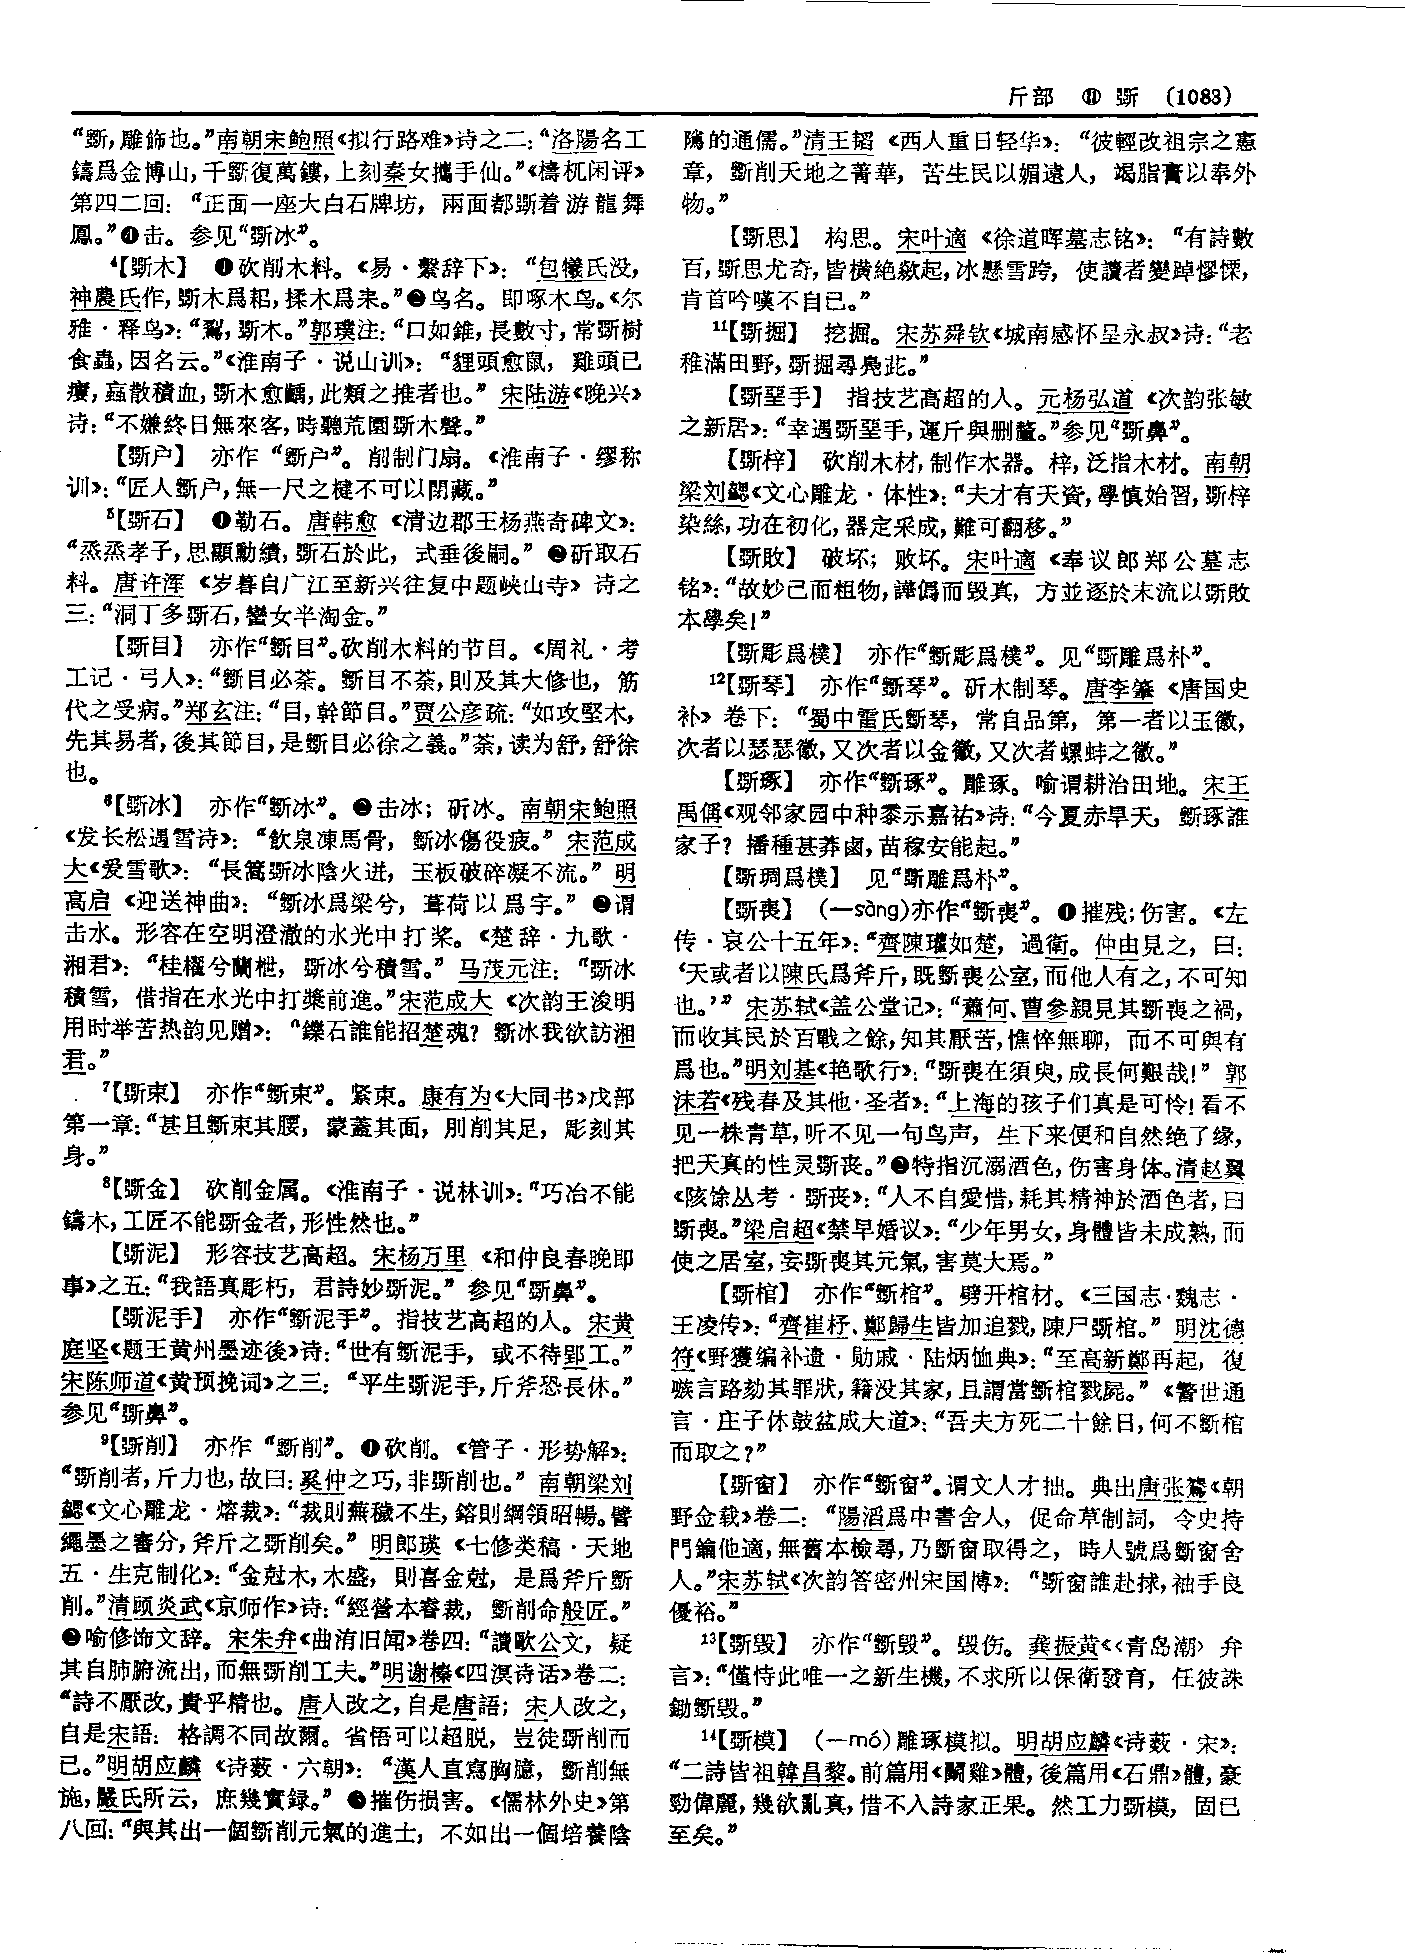 斤部 ⑪ 斲 (1083)
“斲，雕飾也。”南朝宋鲍照《拟行路难》诗之二：“洛陽名工
鑄爲金博山，千斲復萬鏤，上刻秦女攜手仙。”《檮杌闲评》
第四二回：“正面一座大白石牌坊，兩面都斲着游龍舞
鳳。”❹击。参见“斲冰”。
4【斲木】 ❶砍削木料。《易·繫辞下》：“包犧氏没，
神農氏作，斲木爲耜，揉木爲耒。”❷鸟名。即啄木鸟。《尔
雅·释鸟》：“鴷，斲木。”郭璞注：“口如錐，長數寸，常斲樹
食蟲，因名云。”《淮南子·说山训》：“貍頭愈鼠，雞頭已
瘻，蝱散積血，斲木愈齲，此類之推者也。”宋陆游《晚兴》
诗：“不嫌終日無來客，時聽荒園斲木聲。”
【斲户】 亦作“斵户”。削制门扇。《淮南子·缪称
训》：“匠人斲户，無一尺之楗不可以閉藏。”
5【斲石】 ❶勒石。唐韩愈《清边郡王杨燕奇碑文》：
“烝烝孝子，思顯勳績，斲石於此，式垂後嗣。”❷斫取石
料。唐许浑《岁暮自广江至新兴往复中题峡山寺》诗之
三：“洞丁多斲石，蠻女半淘金。”
【斲目】 亦作“斵目”。砍削木料的节目。《周礼·考
工记·弓人》：“斵目必荼。斵目不荼，則及其大修也，筋
代之受病。”郑玄注：“目，幹節目。”贾公彦疏：“如攻堅木，
先其易者，後其節目，是斵目必徐之義。”荼，读为舒，舒徐
也。
6【斲冰】 亦作“斵冰”。❷击冰；斫冰。南朝宋鲍照
《发长松遇雪诗》：“飲泉凍馬骨，斵冰傷役疲。”宋范成
大《爱雪歌》：“長篙斲冰陰火迸，玉板破碎凝不流。”明
高启《迎送神曲》：“斵冰爲梁兮，葺荷以爲宇。”❷谓
击水。形容在空明澄澈的水光中打桨。《楚辞·九歌·
湘君》：“桂櫂兮蘭枻，斲冰兮積雪。”马茂元注：“斲冰
積雪，借指在水光中打槳前進。”宋范成大《次韵王浚明
用时举苦热韵见赠》：“鑠石誰能招楚魂？斲冰我欲訪湘
君。”
7【斲束】 亦作“斵束”。紧束。康有为《大同书》戊部
第一章：“甚且斲束其腰，蒙蓋其面，刖削其足，彫刻其
身。”
8【斲金】 砍削金属。《淮南子·说林训》：“巧冶不能
鑄木，工匠不能斲金者，形性然也。”
【斲泥】 形容技艺高超。宋杨万里《和仲良春晚即
事》之五：“我語真彫朽，君詩妙斲泥。”参见“斲鼻”。
【斲泥手】 亦作“斵泥手”。指技艺高超的人。宋黄
庭坚《题王黄州墨迹後》诗：“世有斵泥手，或不待郢工。”
宋陈师道《黄预挽词》之三：“平生斲泥手，斤斧恐長休。”
参见“斲鼻”。
9【斲削】 亦作“斵削”。❶砍削。《管子·形势解》：
“斲削者，斤力也，故曰：奚仲之巧，非斲削也。”南朝梁刘
勰《文心雕龙·熔裁》：“裁則蕪穢不生，鎔則綱領昭暢。譬
繩墨之審分，斧斤之斲削矣。”明郎瑛《七修类稿·天地
五·生克制化》：“金尅木，木盛，則喜金尅，是爲斧斤斵
削。”清顾炎武《京师作》诗：“經營本睿裁，斲削命般匠。”
❷喻修饰文辞。宋朱弁《曲洧旧闻》卷四：“讀歐公文，疑
其自肺腑流出，而無斲削工夫。”明谢榛《四溟诗话》卷二：
“詩不厭改，貴乎精也。唐人改之，自是唐語；宋人改之，
自是宋語：格調不同故爾。省悟可以超脱，豈徒斲削而
已。”明胡应麟《诗薮·六朝》：“漢人直寫胸臆，斵削無
施，嚴氏所云，庶幾實録。”❸摧伤损害。《儒林外史》第
八回：“與其出一個斵削元氣的進士，不如出一個培養陰
隲的通儒。”清王韬《西人重日轻华》：“彼輕改祖宗之憲
章，斲削天地之菁華，苦生民以媚遠人，竭脂膏以奉外
物。”
【斲思】 构思。宋叶適《徐道晖墓志铭》：“有詩數
百，斲思尤奇，皆横絶歘起，冰懸雪跨，使讀者變踔憀慄，
肯首吟嘆不自已。”
11【斲掘】 挖掘。宋苏舜钦《城南感怀呈永叔》诗：“老
稚滿田野，斲掘尋鳧茈。”
【斲堊手】 指技艺高超的人。元杨弘道《次韵张敏
之新居》：“幸遇斲堊手，運斤與删釐。”参见“斲鼻”。
【斲梓】 砍削木材，制作木器。梓，泛指木材。南朝
梁刘勰《文心雕龙·体性》：“夫才有天資，學慎始習，斲梓
染絲，功在初化，器定采成，難可翻移。”
【斲敗】 破坏；败坏。宋叶適《奉议郎郑公墓志
铭》：“故妙己而粗物，譁僞而毁真，方並逐於末流以斲敗
本學矣！”
【斲彫爲樸】 亦作“斵彫爲樸”。见“斲雕爲朴”。
12【斲琴】 亦作“斵琴”。斫木制琴。唐李肇《唐国史
补》卷下：“蜀中雷氏斵琴，常自品第，第一者以玉徽，
次者以瑟瑟徽，又次者以金徽，又次者螺蚌之徽。”
【斲琢】 亦作“斵琢”。雕琢。喻谓耕治田地。宋王
禹偁《观邻家园中种黍示嘉祐》诗：“今夏赤旱天，斵琢誰
家子？播種甚莽鹵，苗稼安能起。”
【斲琱爲樸】 见“斲雕爲朴”。
【斲喪】 (—sàng)亦作“斵喪”。❶摧残；伤害。《左
传·哀公十五年》：“齊陳瓘如楚，過衛。仲由見之，曰：
‘天或者以陳氏爲斧斤，既斵喪公室，而他人有之，不可知
也。’”宋苏轼《盖公堂记》：“蕭何、曹参親見其斲喪之禍，
而收其民於百戰之餘，知其厭苦，憔悴無聊，而不可與有
爲也。”明刘基《艳歌行》：“斲喪在須臾，成長何艱哉！”郭
沫若《残春及其他·圣者》：“上海的孩子们真是可怜！看不
见一株青草，听不见一句鸟声，生下来便和自然绝了缘，
把天真的性灵斲丧。”❷特指沉溺酒色，伤害身体。清赵翼
《陔馀丛考·斲丧》：“人不自愛惜，耗其精神於酒色者，曰
斲喪。”梁启超《禁早婚议》：“少年男女，身體皆未成熟，而
使之居室，妄斲喪其元氣，害莫大焉。”
【斲棺】 亦作“斵棺”。劈开棺材。《三国志·魏志·
王凌传》：“齊崔杼、鄭歸生皆加追戮，陳尸斲棺。”明沈德
符《野獲编补遗·勋戚·陆炳恤典》：“至高新鄭再起，復
嗾言路劾其罪狀，籍没其家，且謂當斵棺戮屍。”《警世通
言·庄子休鼓盆成大道》：“吾夫方死二十餘日，何不斵棺
而取之？”
【斲窗】 亦作“斵窗”。谓文人才拙。典出唐张鷟《朝
野佥载》卷二：“陽滔爲中書舍人，促命草制詞，令史持
門鑰他適，無舊本檢尋，乃斵窗取得之，時人號爲斵窗舍
人。”宋苏轼《次韵答密州宋国博》：“斲窗誰赴捄，袖手良
優裕。”
13【斲毁】 亦作“斵毁”。毁伤。龚振黄《〈青岛潮〉弁
言》：“僅恃此唯一之新生機，不求所以保衛發育，任彼誅
鋤斵毁。”
14【斲模】 (—mó)雕琢模拟。明胡应麟《诗薮·宋》：
“二詩皆祖韓昌黎。前篇用《鬭雞》體，後篇用《石鼎》體，豪
勁偉麗，幾欲亂真，惜不入詩家正果。然工力斲模，固已
至矣。”